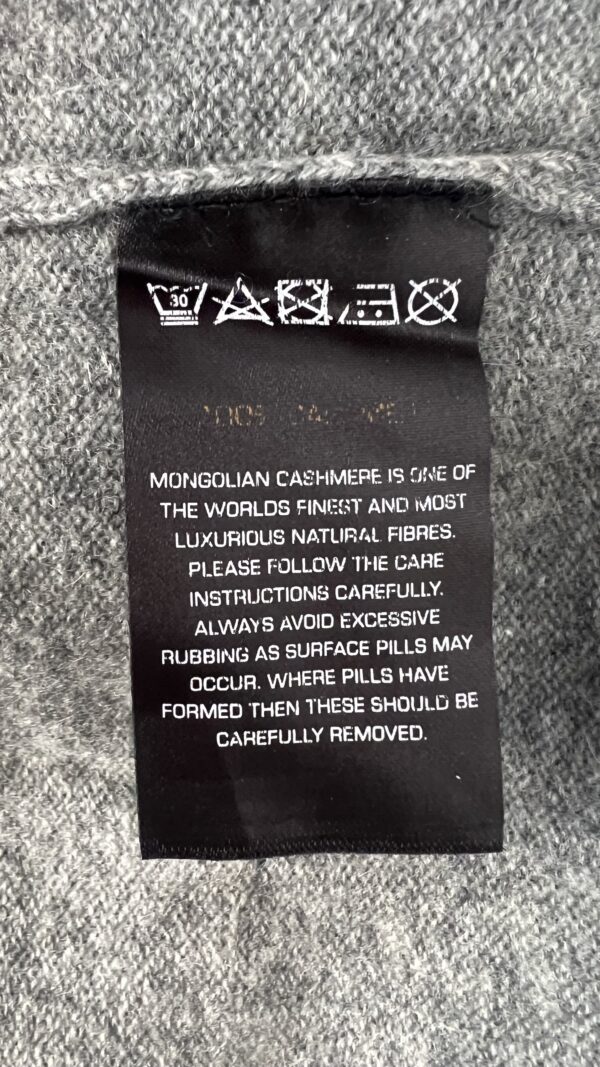 30
MONGOLIAN CASHMERE IS ONE OF
THE WORLDS FINEST AND MOST
LUXURIOUS NATURAL FIBRES.
PLEASE FOLLOW THE CARE
INSTRUCTIONS CAREFULLY.
ALWAYS AVOID EXCESSIVE
RUBBING AS SURFACE PILLS MAY
OCCUR. WHERE PILLS HAVE
FORMED THEN THESE SHOULD BE
CAREFULLY REMOVED.